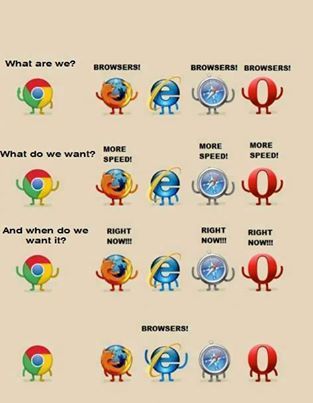 What are we?
BROWSERS!
BROWSERS!
BROWSERS!
What do we want?
MORE
SPEED!
MORE
SPEED!
MORE
SPEED!
And when do we
want it?
RIGHT
NOW!!!
RIGHT
NOW!!!
RIGHT
NOW!!!
BROWSERS!